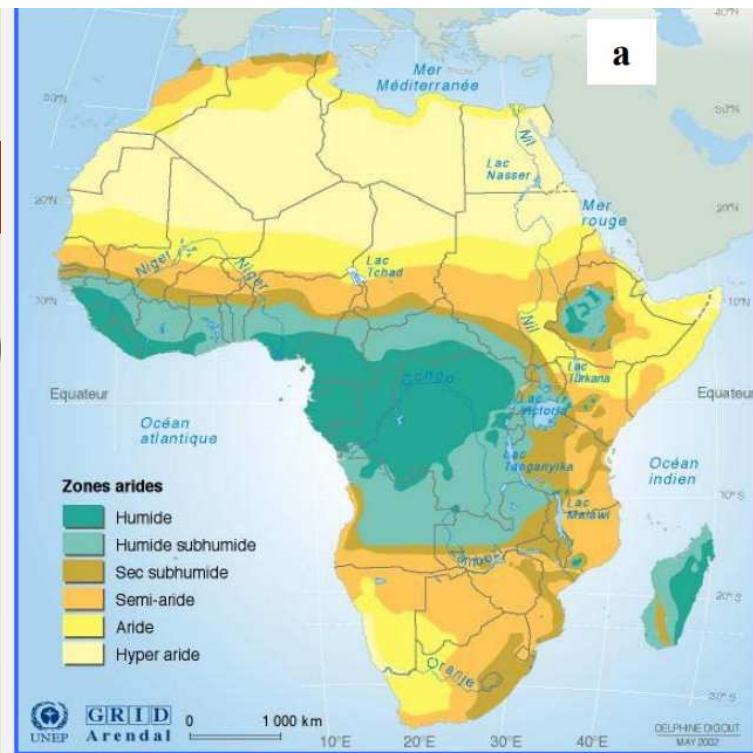 a
Mer
Méditerranée
30°N
30°N
Nil
Lac
Nasser
20°N
20°N
Mer
rouge
Niger
Niger
Lac
Tchad
10°N
10°N
Nil
Lac
Turkana
Congo
Equateur
Equateur
Lac
Victoria
Océan
atlantique
Lac
Tanganyika
Océan
indien
Zones arides
10°S
Lac
Malawi
Humide
Humide subhumide
Sec subhumide
Zambèze
Semi-aride
20°S
Aride
Hyper aride
Oranje
30°S
UNEP
GRID
Arendal
0 1 000 km
10°E 20°E 30°E 40°E
DELPHINE DIGOUT
MAY 2002